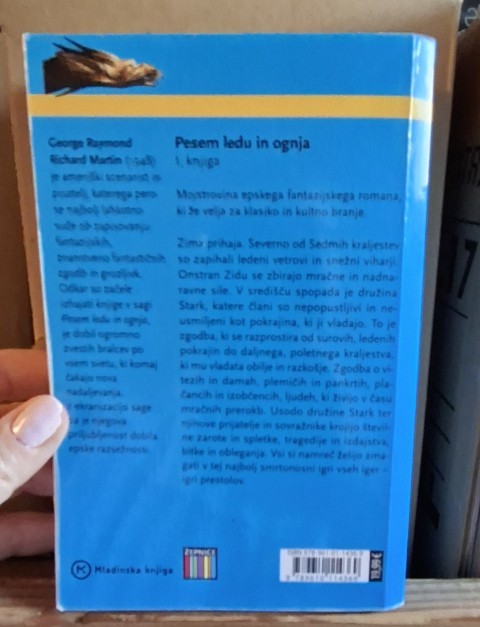 George Raymond
Richard Martin (1948)
je ameriški scenarist in
pisatelj, katerega pero-
se najbolj lahkotno
suče ob zapisovanju
fantazijskih,
znanstveno fantastičnih
zgodb in grozljivk.
Odkar so začele
izhajati knjige v sagi
Pesem ledu in ognja,
je dobil ogromno
zvestih bralcev po
vsem svetu, ki komaj
čakajo nova
nadaljevanja.
ekranizacijo sage
je njegova
priljubljenost dobila
epske razsežnosti.
Pesem ledu in ognja
1. knjiga
Mojstrovina epskega fantazijskega romana,
ki že velja za klasiko in kultno branje.
Zima prihaja. Severno od Sedmih kraljestev
so zapihali ledeni vetrovi in snežni viharji.
Onstran Zidu se zbirajo mračne in nadna-
ravne sile. V središču spopada je družina
Stark, katere člani so nepopustljivi in ne-
usmiljeni kot pokrajina, ki ji vladajo. To je
zgodba, ki se razprostira od surovih, ledenih
pokrajin do daljnega, poletnega kraljestva,
ki mu vladata obilje in razkošje. Zgodba o vi-
tezih in damah, plemičih in pankrtih, pla-
čancih in izobčencih, ljudeh, ki živijo v času
mračnih prerokb. Usodo družine Stark ter
njihove prijatelje in sovražnike krojijo številne
zarote in spletke, tragedije in izdajstva,
bitke in obleganja. Vsi si namreč želijo zma-
gati v tej najbolj smrtonosni igri vseh iger –
igri prestolov.
Mladinska knjiga
ŽEPNICE
17